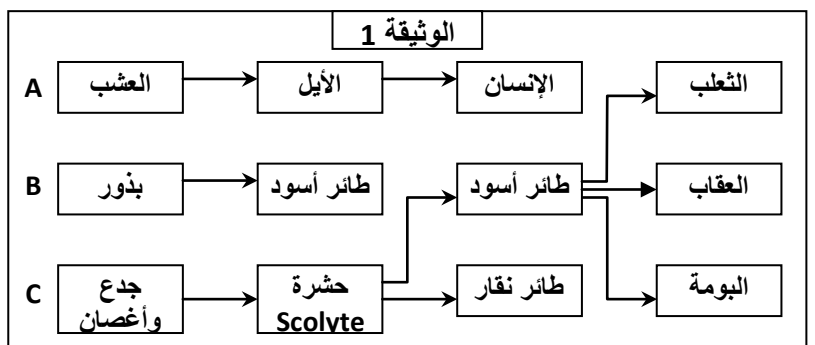 الوثيقة 1
A
العشب
الأيل
الإنسان
الثعلب
B
بذور
طائر أسود
طائر أسود
العقاب
C
جدع
وأغصان
حشرة
Scolyte
طائر نقار
البومة